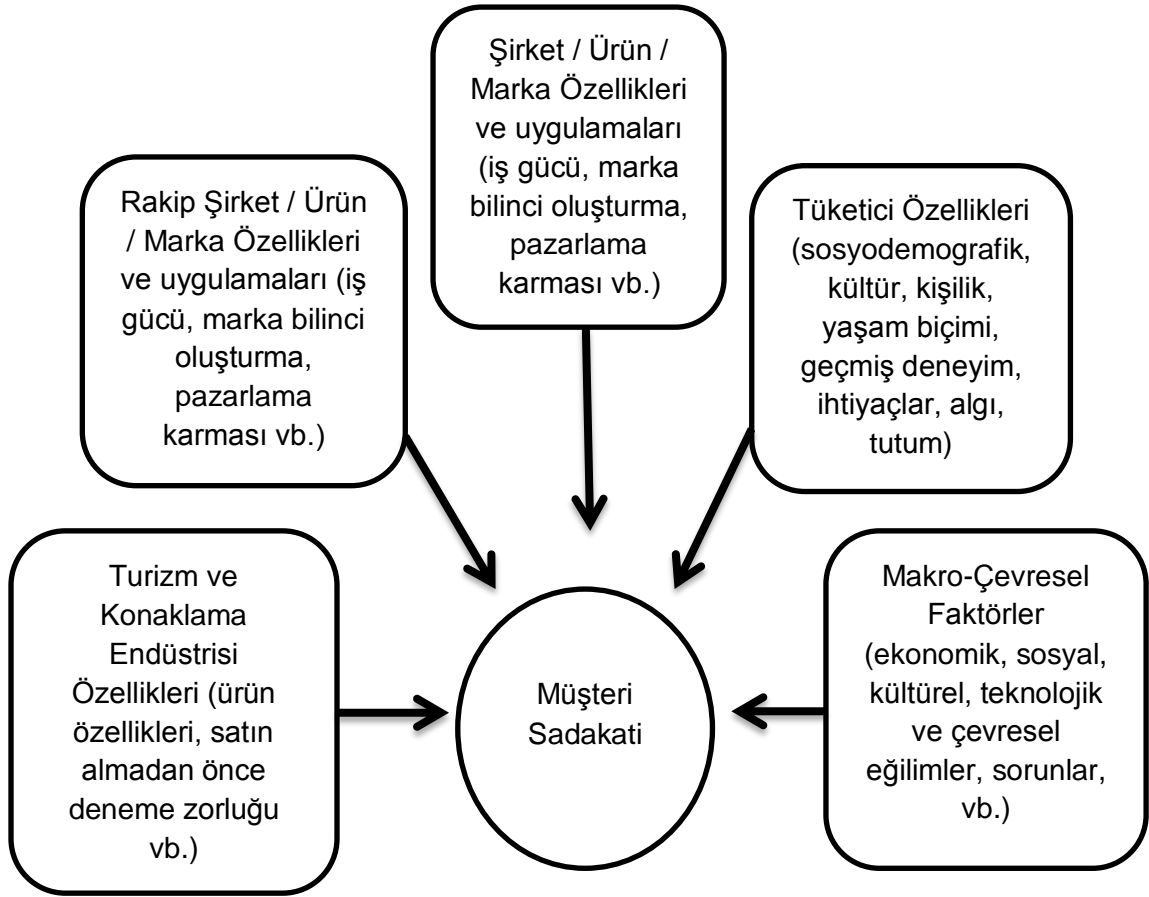 Şirket / Ürün /
Marka Özellikleri
ve uygulamaları
(iş gücü, marka
bilinci oluşturma,
pazarlama
karması vb.)
Rakip Şirket / Ürün
/ Marka Özellikleri
ve uygulamaları (iş
gücü, marka bilinci
oluşturma,
pazarlama
karması vb.)
Tüketici Özellikleri
(sosyodemografik,
kültür, kişilik,
yaşam biçimi,
geçmiş deneyim,
ihtiyaçlar, algı,
tutum)
Turizm ve
Konaklama
Endüstrisi
Özellikleri (ürün
özellikleri, satın
almadan önce
deneme zorluğu
vb.)
Müşteri
Sadakati
Makro-Çevresel
Faktörler
(ekonomik, sosyal,
kültürel, teknolojik
ve çevresel
eğilimler, sorunlar,
vb.)